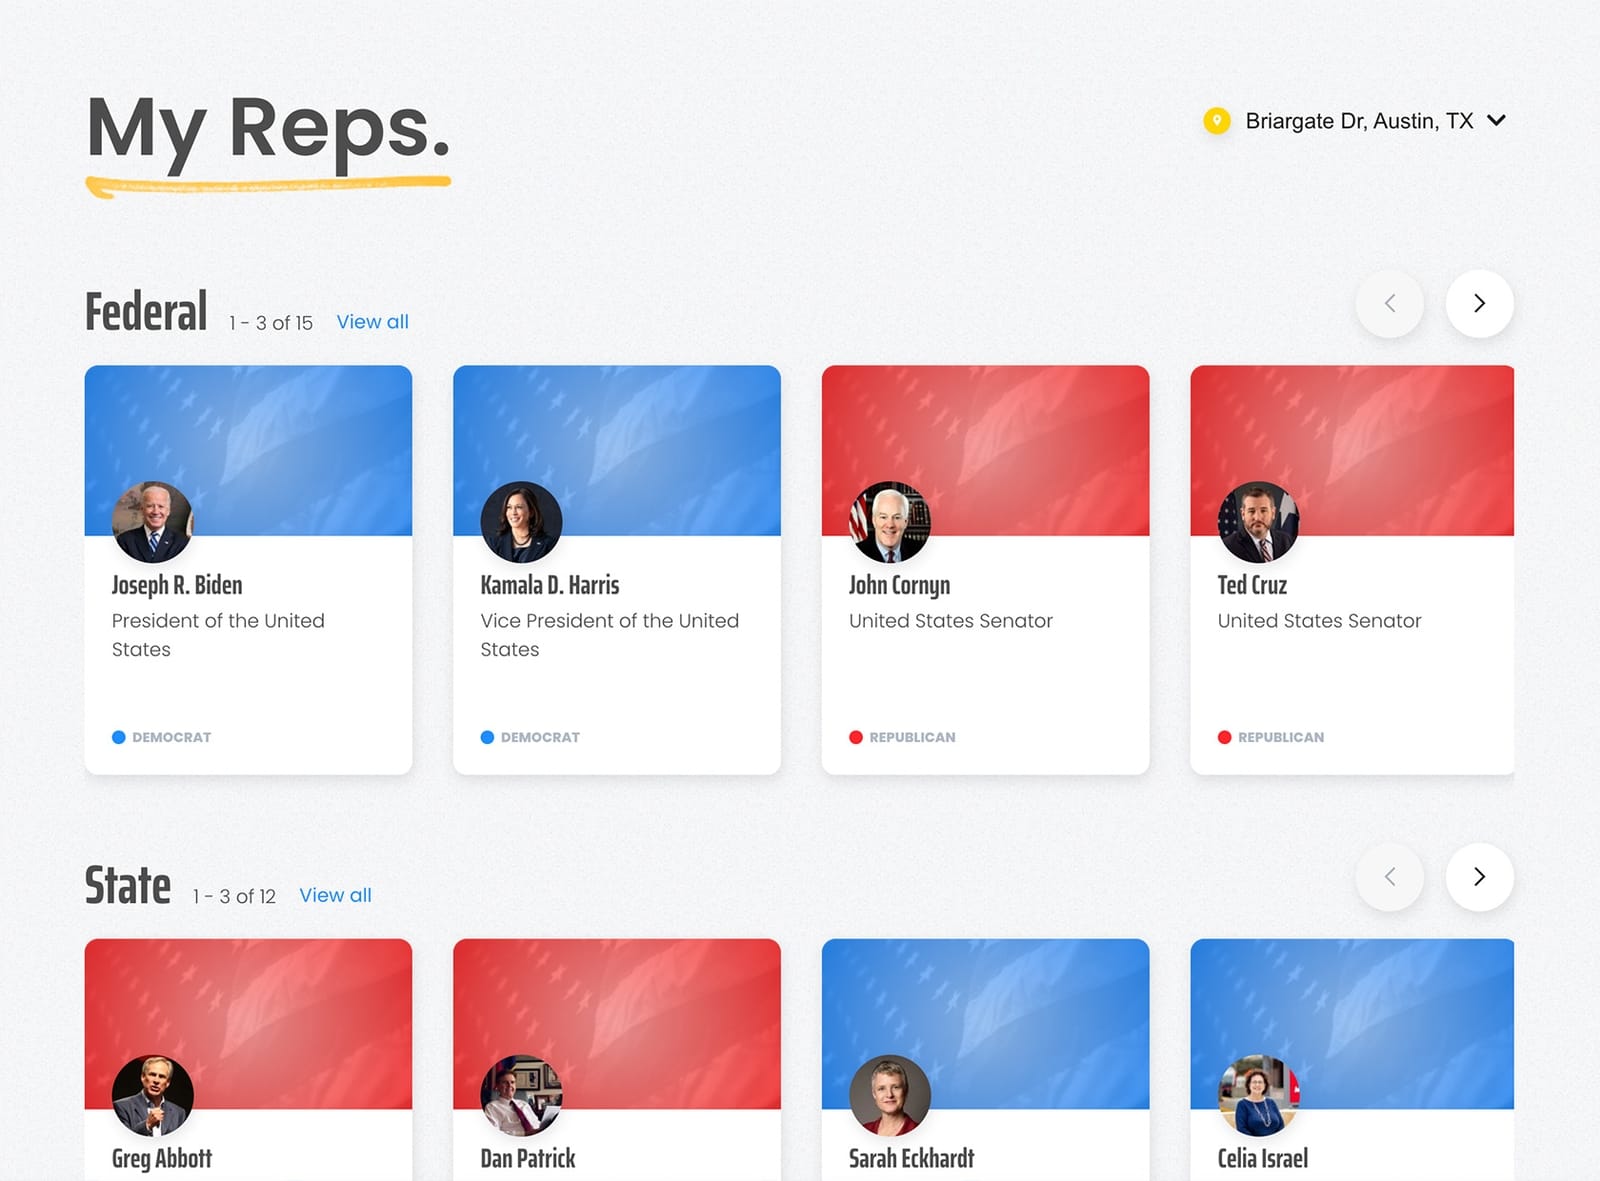 My Reps.
Briargate Dr, Austin, TX
Federal 1 - 3 of 15 View all
Joseph R. Biden
President of the United
States
DEMOCRAT
Kamala D. Harris
Vice President of the United
States
DEMOCRAT
John Cornyn
United States Senator
REPUBLICAN
Ted Cruz
United States Senator
REPUBLICAN
State 1 - 3 of 12 View all
Greg Abbott
Dan Patrick
Sarah Eckhardt
Celia Israel